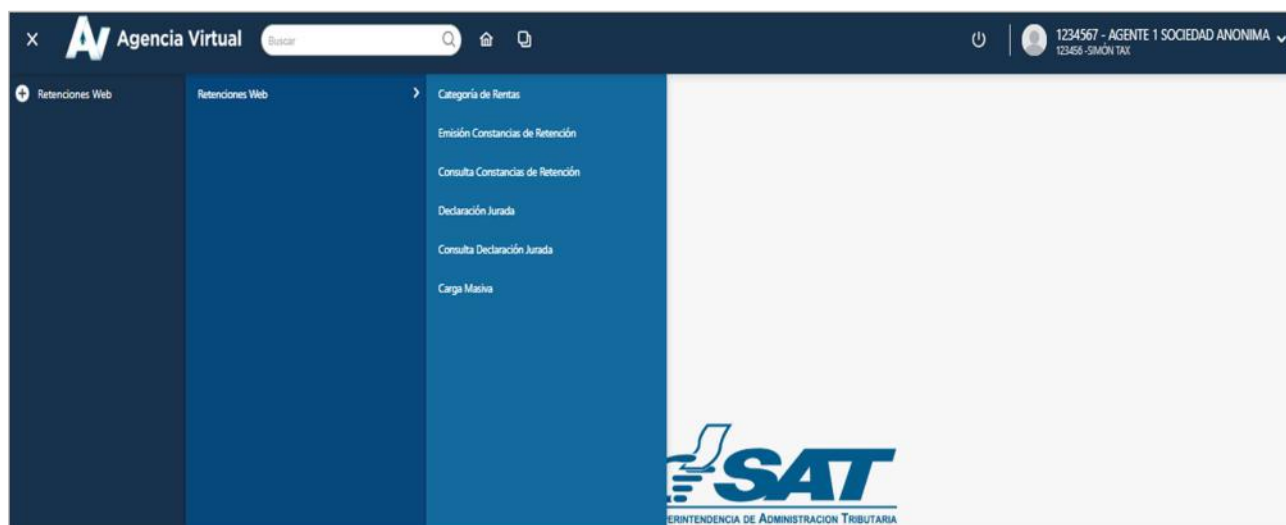 Agencia Virtual
Buscar
1234567 - AGENTE 1 SOCIEDAD ANONIMA
123456 -SIMÓN TAX
Retenciones Web
Retenciones Web
Categoría de Rentas
Emisión Constancias de Retención
Consulta Constancias de Retención
Declaración Jurada
Consulta Declaración Jurada
Carga Masiva
SAT
ERINTENDENCIA DE ADMINISTRACION TRIBUTARIA